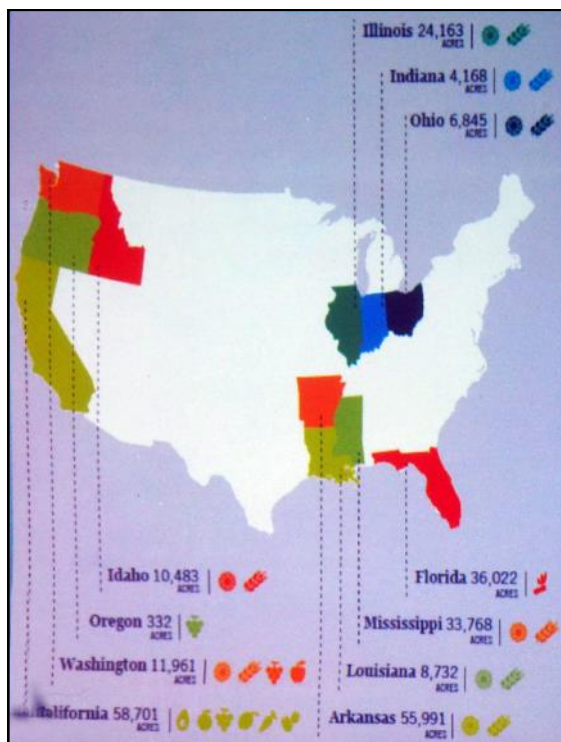 Illinois 24,163
ACRES
Indiana 4,168
ACRES
Ohio 6,845
ACRES
Idaho 10,483
ACRES
Florida 36,022
ACRES
Oregon 332
ACRES
Mississippi 33,768
ACRES
Washington 11,961
ACRES
Louisiana 8,732
ACRES
California 58,701
ACRES
Arkansas 55,991
ACRES